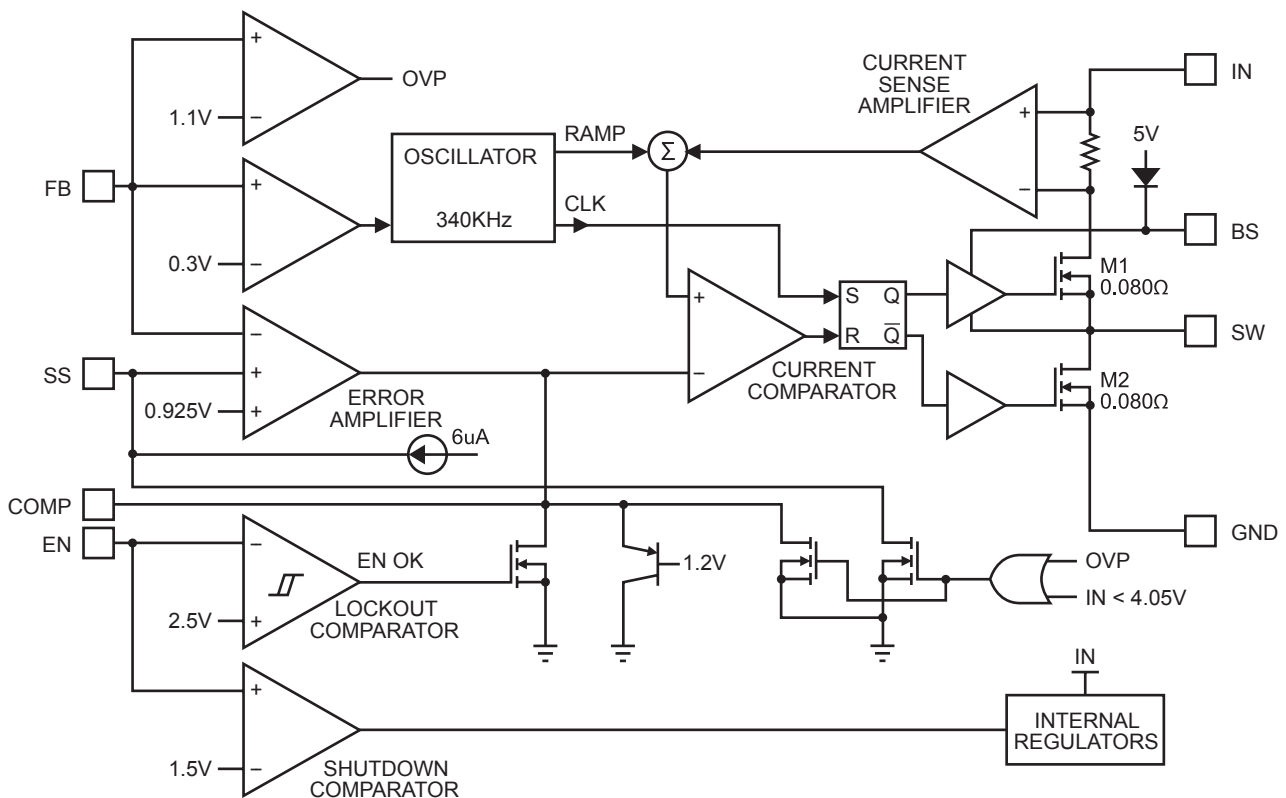 +
OVP
1.1V
−
FB
+
0.3V
−
OSCILLATOR
340KHz
RAMP
CLK
Σ
CURRENT
SENSE
AMPLIFIER
+
−
IN
5V
BS
M1
0.080Ω
SW
M2
0.080Ω
GND
S Q
R Q̅
+
−
CURRENT
COMPARATOR
SS
−
+
0.925V
+
ERROR
AMPLIFIER
6uA
COMP
EN
−
EN OK
2.5V
+
LOCKOUT
COMPARATOR
1.2V
OVP
IN < 4.05V
+
1.5V
−
SHUTDOWN
COMPARATOR
IN
INTERNAL
REGULATORS